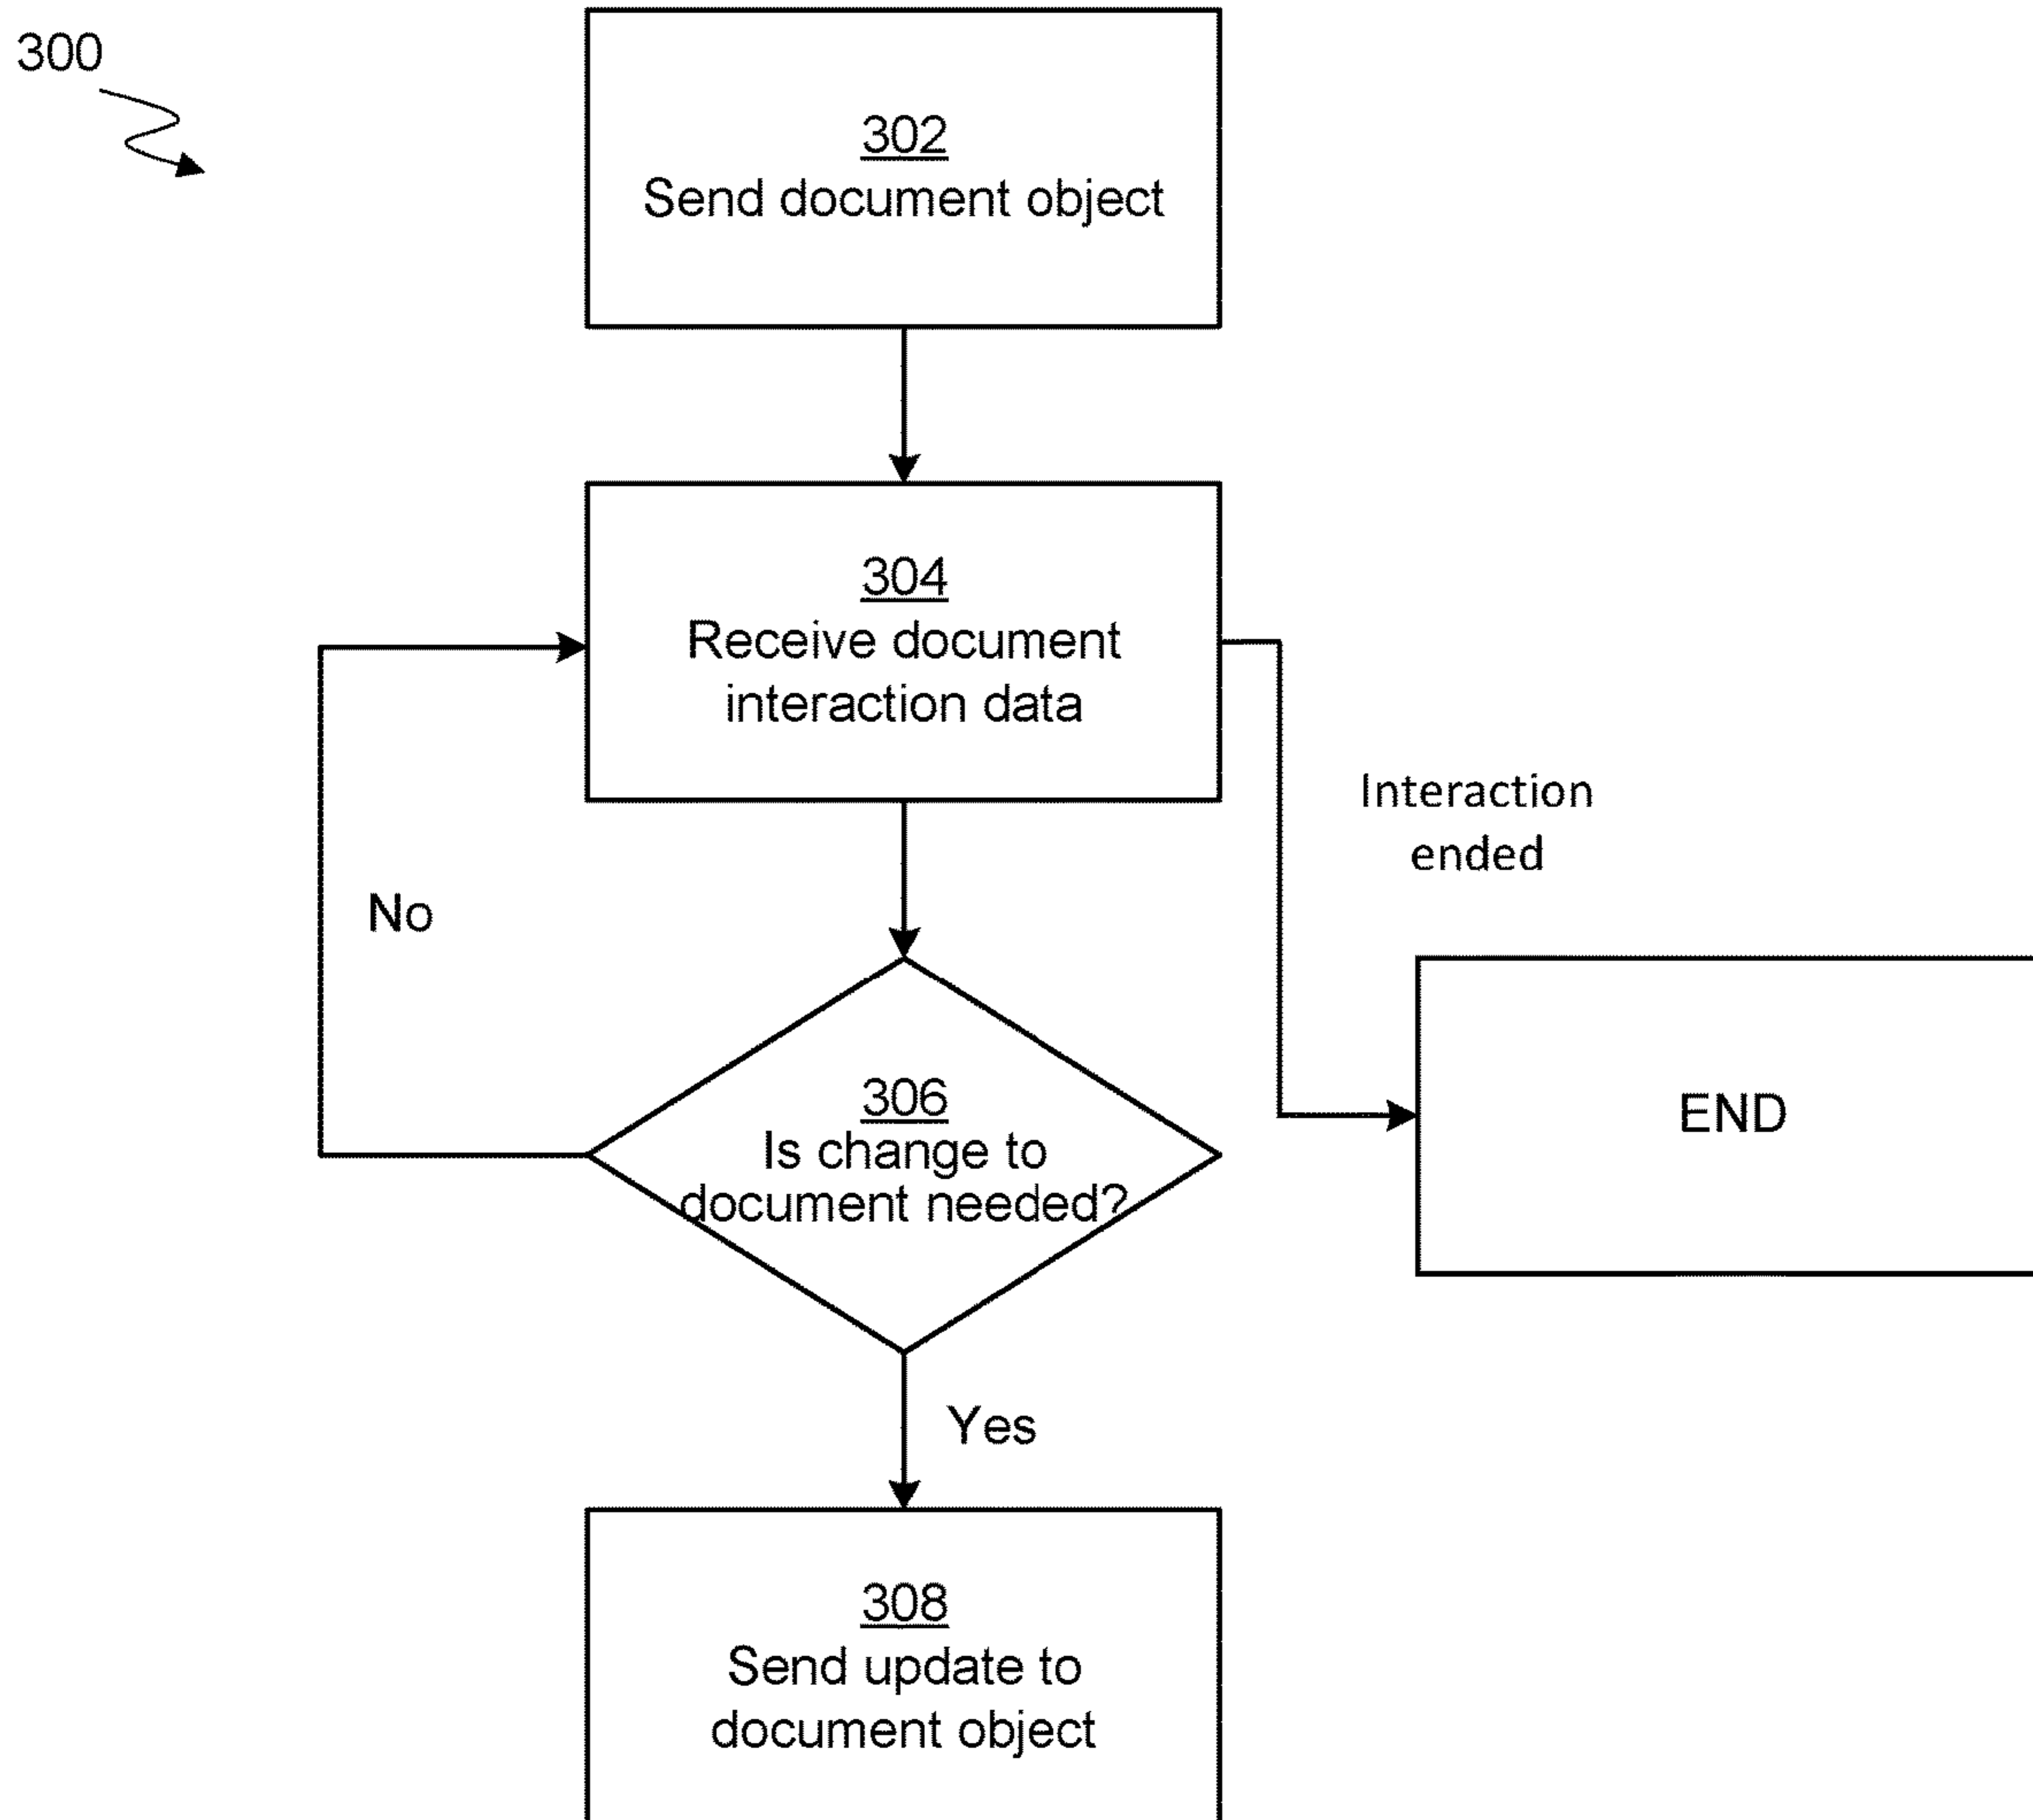 300
302
Send document object
304
Receive document
interaction data
Interaction
ended
No
306
Is change to
document needed?
END
Yes
308
Send update to
document object